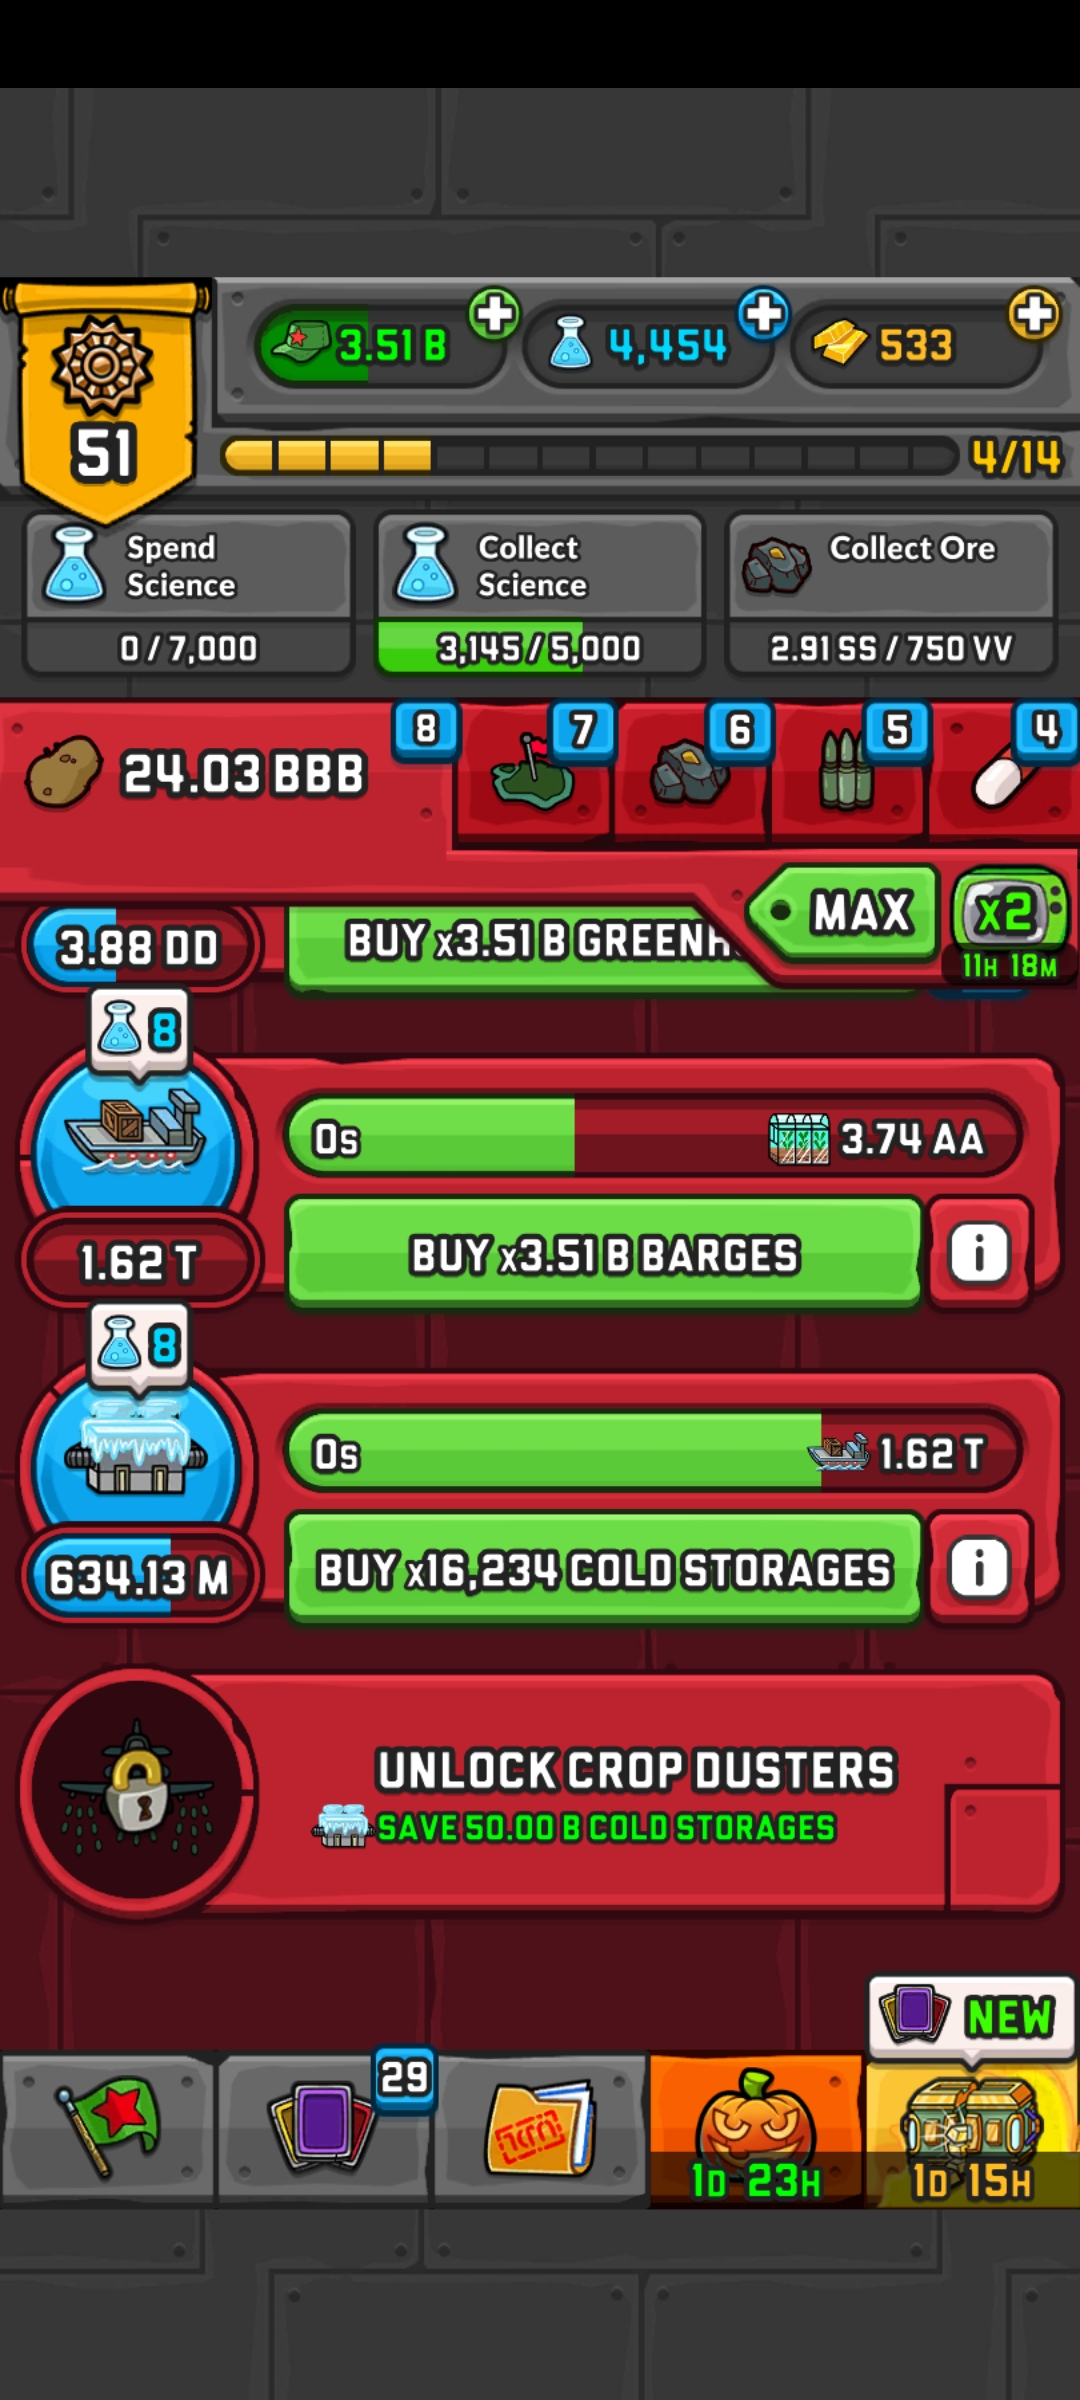 3.51 B
4,454
533
51
4/14
Spend
Science
Collect
Science
Collect Ore
0 / 7,000
3,145 / 5,000
2.91 SS / 750 VV
24.03 BBB
8
7
6
5
4
MAX
x2
11H 18M
3.88 DD
BUY x3.51 B GREENH
8
0s
3.74 AA
1.62 T
BUY x3.51 B BARGES
i
8
0s
1.62 T
634.13 M
BUY x16,234 COLD STORAGES
i
UNLOCK CROP DUSTERS
SAVE 50.00 B COLD STORAGES
NEW
29
1D 23H
1D 15H